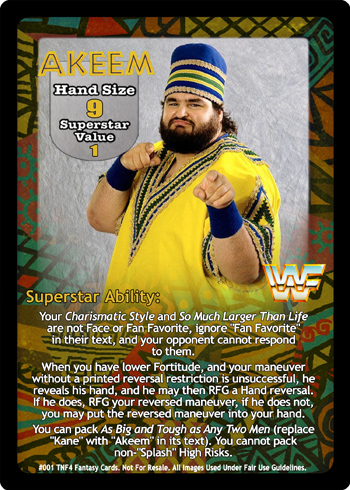 AKEEM
Hand Size
9
Superstar
Value
1
WF
Superstar Ability:
Your Charismatic Style and So Much Larger Than Life
are not Face or Fan Favorite, ignore "Fan Favorite"
in their text, and your opponent cannot respond
to them.
When you have lower Fortitude, and your maneuver
without a printed reversal restriction is unsuccessful, he
reveals his hand, and he may then RFG a Hand reversal.
If he does, RFG your reversed maneuver, if he does not,
you may put the reversed maneuver into your hand.
You can pack As Big and Tough as Any Two Men (replace
"Kane" with "Akeem" in its text). You cannot pack
non-"Splash" High Risks.
#001 TNF4 Fantasy Cards. Not For Resale. All Images Used Under Fair Use Guidelines.